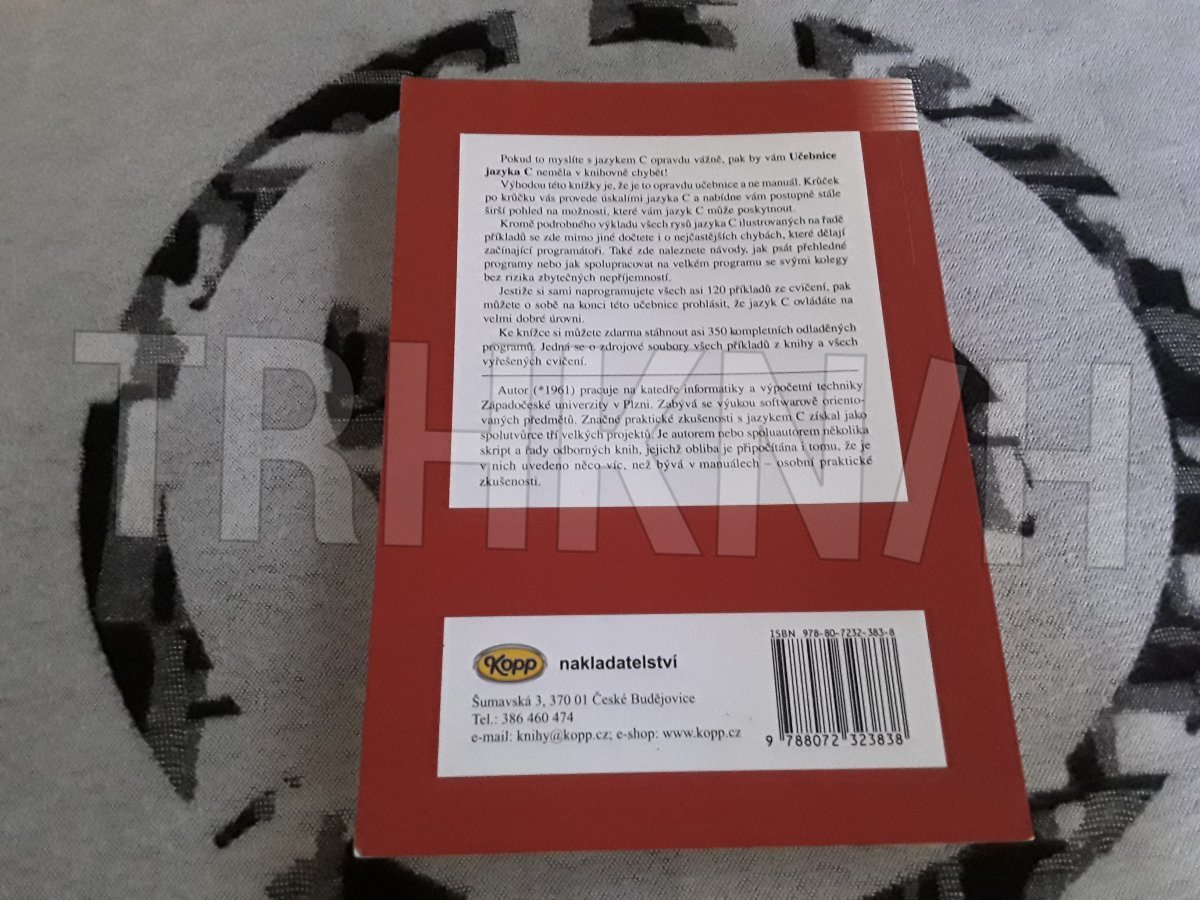 Pokud to myslíte s jazykem C opravdu vážně, pak by vám Učebnice
jazyka C neměla v knihovně chybět!
Výhodou této knížky je, že je to opravdu učebnice a ne manuál. Krůček
po krůčku vás provede úskalími jazyka C a nabídne vám postupně stále
širší pohled na možnosti, které vám jazyk C může poskytnout.
Kromě podrobného výkladu všech rysů jazyka C ilustrovaných na řadě
příkladů se zde mimo jiné dočtete i o nejčastějších chybách, které dělají
začínající programátoři. Také zde naleznete návody, jak psát přehledné
programy nebo jak spolupracovat na velkém programu se svými kolegy
bez rizika zbytečných nepříjemností.
Jestliže si sami naprogramujete všech asi 120 příkladů ze cvičení, pak
můžete o sobě na konci této učebnice prohlásit, že jazyk C ovládáte na
velmi dobré úrovni.
Ke knížce si můžete zdarma stáhnout asi 350 kompletních odladěných
programů. Jedná se o zdrojové soubory všech příkladů z knihy a všech
vyřešených cvičení.
Autor (*1961) pracuje na katedře informatiky a výpočetní techniky
Západočeské univerzity v Plzni. Zabývá se výukou softwarově oriento-
vaných předmětů. Značné praktické zkušenosti s jazykem C získal jako
spolutvůrce tří velkých projektů. Je autorem nebo spoluautorem několika
skript a řady odborných knih, jejichž obliba je připočítána i tomu, že je
v nich uvedeno něco víc, než bývá v manuálech – osobní praktické
zkušenosti.
TRHKNIH
Kopp nakladatelství
Šumavská 3, 370 01 České Budějovice
Tel.: 386 460 474
e-mail: knihy@kopp.cz; e-shop: www.kopp.cz
ISBN 978-80-7232-383-8
9 788072 323838